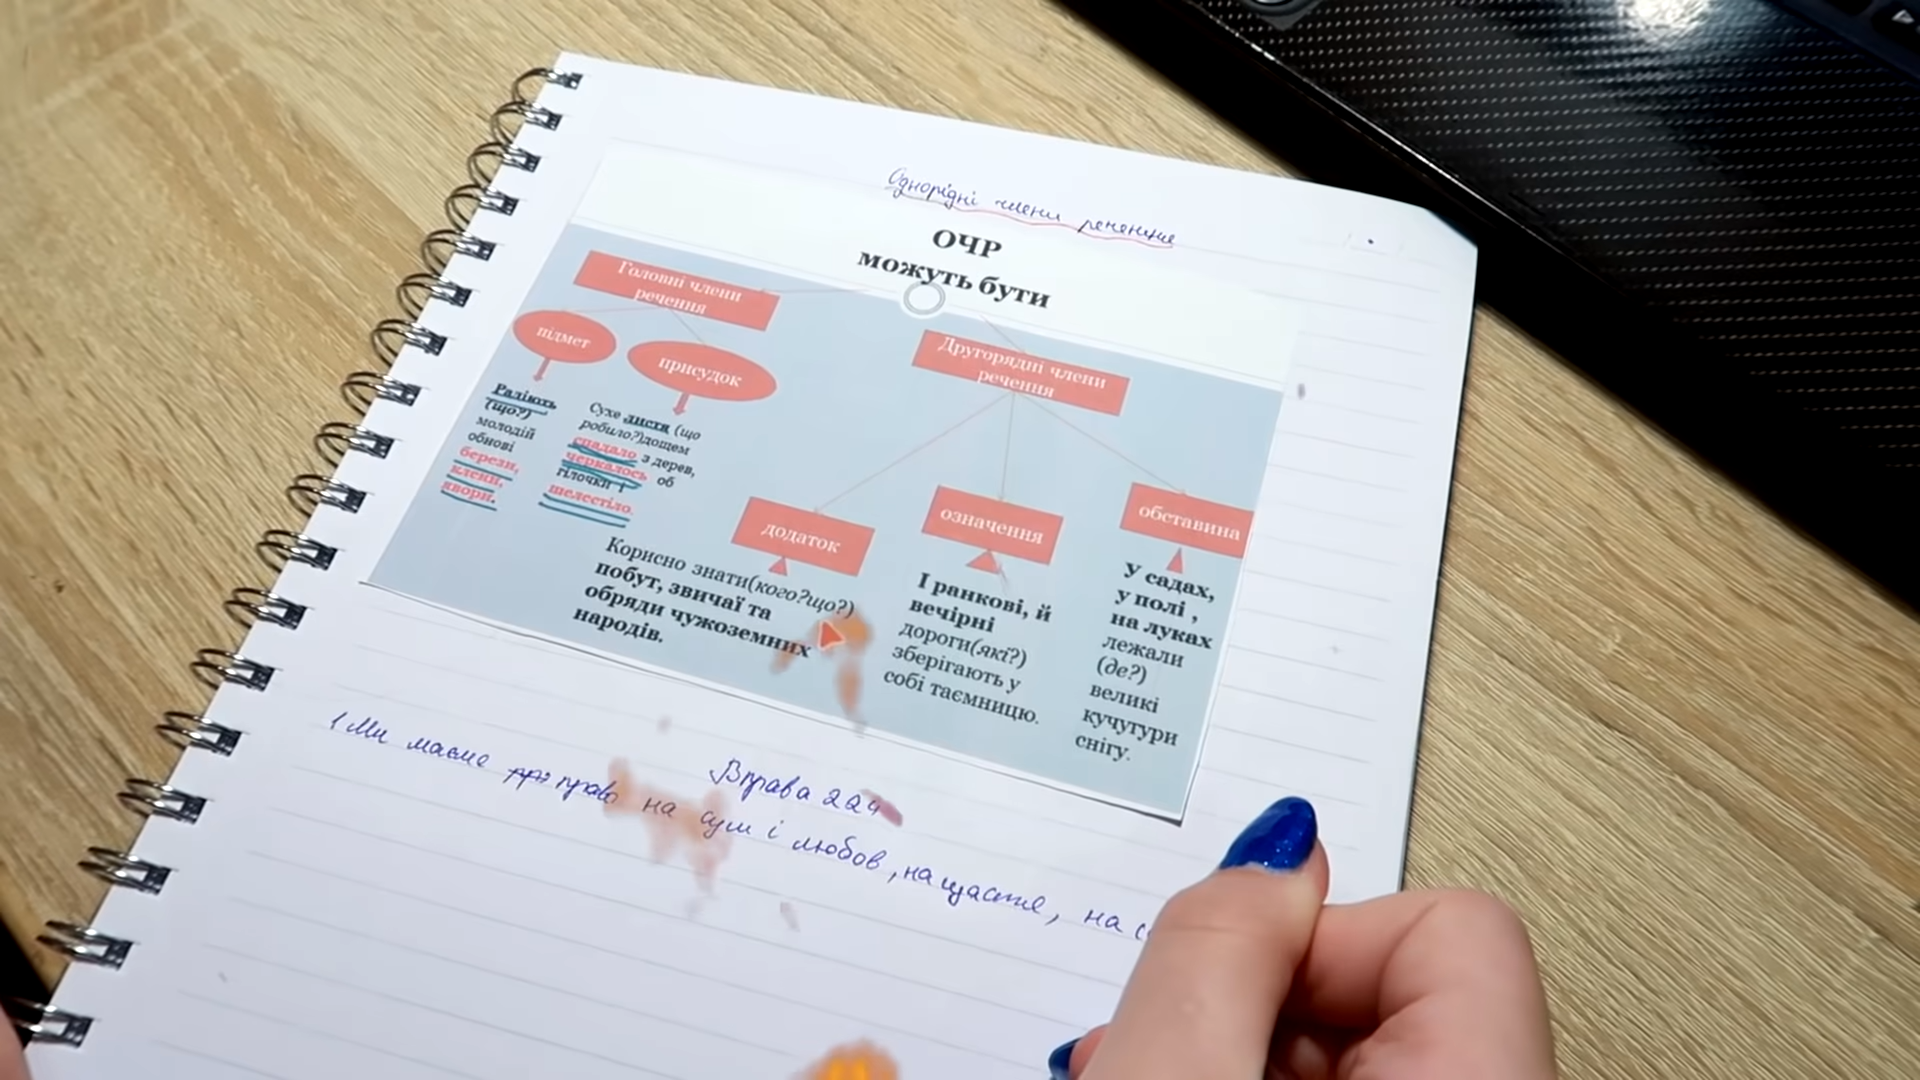 Однорідні члени речення
ОЧР
можуть бути
Головні члени
речення
підмет
присудок
Радіють
(що?)
молодій
обнові
берези,
клени,
явори.
Сухе листя (що
робило?)дощем
спадало з дерев,
черкалось об
гілочки і
шелестіло.
Другорядні члени
речення
додаток
Корисно знати(кого?що?)
побут, звичаї та
обряди чужоземних
народів.
означення
І ранкові, й
вечірні
дороги(які?)
зберігають у
собі таємницю.
обставина
У садах,
у полі ,
на луках
лежали
(де?)
великі
кучугури
снігу.
Вправа 224
1 Ми маємо право на сум і любов, на щастя, на